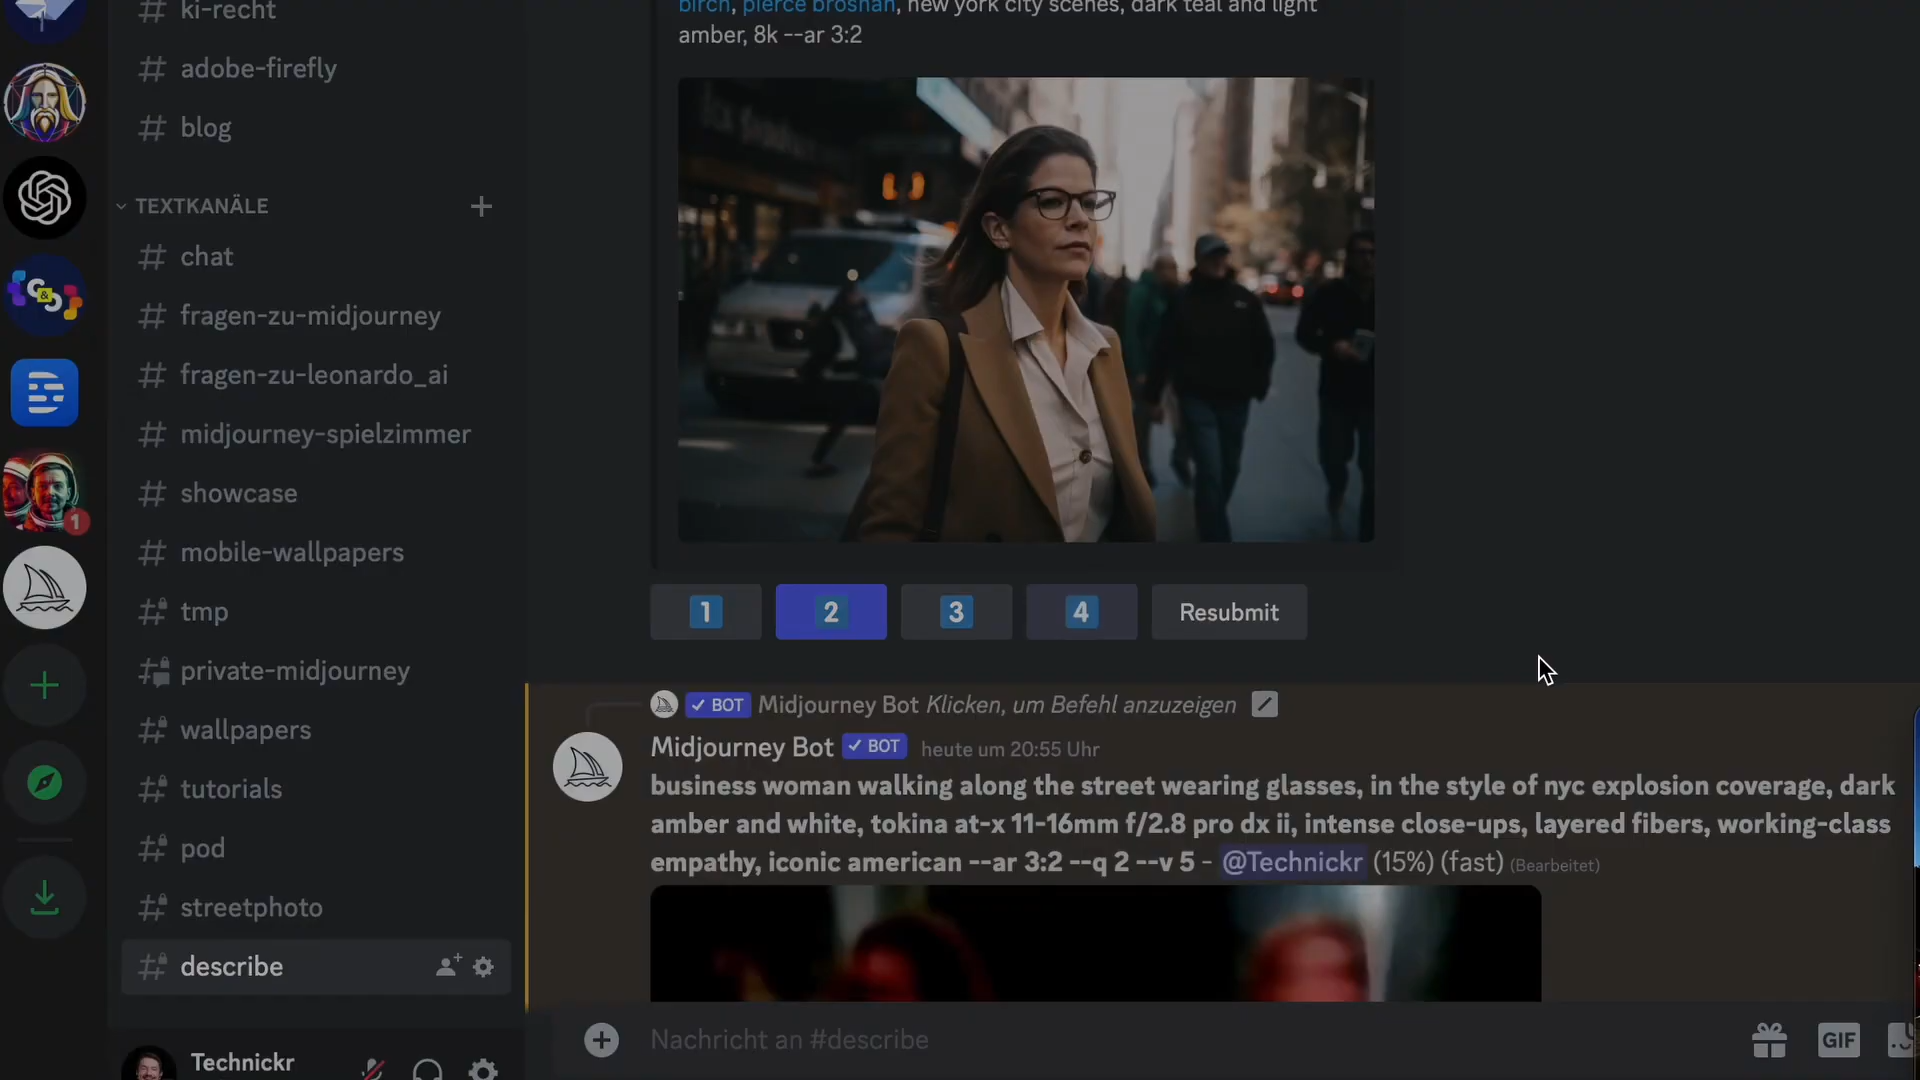 ki-recht
adobe-firefly
blog
TEXTKANÄLE
chat
fragen-zu-midjourney
fragen-zu-leonardo_ai
midjourney-spielzimmer
showcase
mobile-wallpapers
tmp
private-midjourney
wallpapers
tutorials
pod
streetphoto
describe
Technickr
1
birch, pierce brosnan, new york city scenes, dark teal and light
amber, 8k --ar 3:2
1 2 3 4 Resubmit
BOT Midjourney Bot Klicken, um Befehl anzuzeigen
Midjourney Bot BOT heute um 20:55 Uhr
business woman walking along the street wearing glasses, in the style of nyc explosion coverage, dark
amber and white, tokina at-x 11-16mm f/2.8 pro dx ii, intense close-ups, layered fibers, working-class
empathy, iconic american --ar 3:2 --q 2 --v 5 - @Technickr (15%) (fast) (Bearbeitet)
Nachricht an #describe
GIF